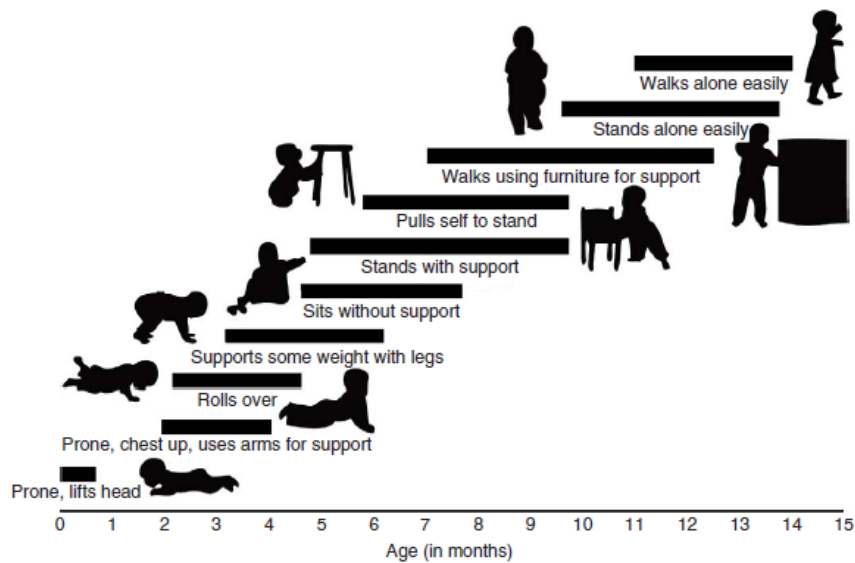 Walks alone easily
Stands alone easily
Walks using furniture for support
Pulls self to stand
Stands with support
Sits without support
Supports some weight with legs
Rolls over
Prone, chest up, uses arms for support
Prone, lifts head
0 1 2 3 4 5 6 7 8 9 10 11 12 13 14 15
Age (in months)